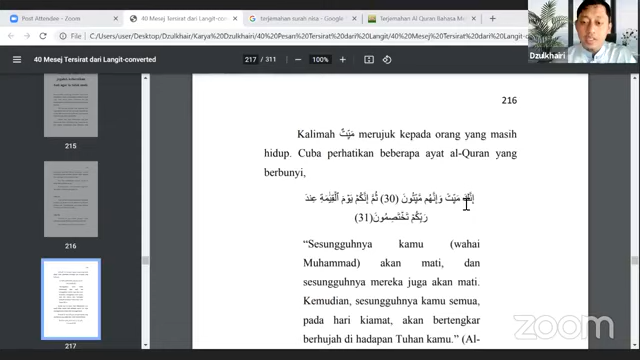 Post Attendee - Zoom
40 Mesej Tersirat dari Langit-con
terjemahan surah nisa - Google
Terjemahan Al Quran Bahasa Me
File | C:/Users/user/Desktop/Dzulkhair/Karya%20Dzulkhairi/40%20Pesan%20Tersirat%20dari%20Langit/40%20Mesej%20Tersirat%20dari%20Langit-converted.
40 Mesej Tersirat dari Langit-converted
217 / 311
100%
Dzulkhairi
215
216
217
216
Kalimah مَيِّتٌ merujuk kepada orang yang masih
hidup. Cuba perhatikan beberapa ayat al-Quran yang
berbunyi,
إِنَّكَ مَيِّتٌ وَإِنَّهُم مَّيِّتُونَ (30) ثُمَّ إِنَّكُمْ يَوْمَ الْقِيَامَةِ عِندَ
رَبِّكُمْ تَخْتَصِمُونَ (31)
“Sesungguhnya kamu (wahai
Muhammad) akan mati, dan
sesungguhnya mereka juga akan mati.
Kemudian, sesungguhnya kamu semua,
pada hari kiamat, akan bertengkar
berhujah di hadapan Tuhan kamu.” (Al-
zoom